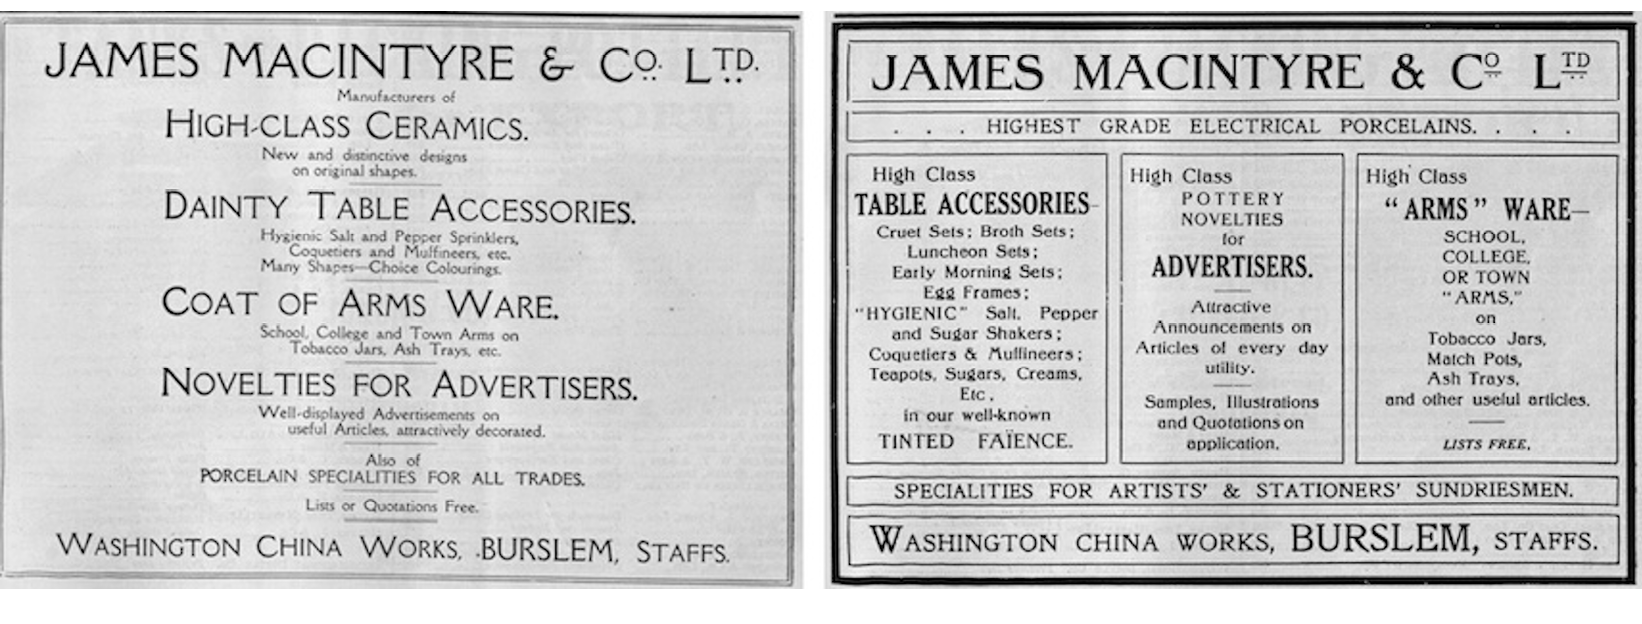 JAMES MACINTYRE & CO. LTD.
Manufacturers of
HIGH-CLASS CERAMICS.
New and distinctive designs
on original shapes.
DAINTY TABLE ACCESSORIES.
Hygienic Salt and Pepper Sprinklers,
Coquetiers and Muffineers, etc.
Many Shapes—Choice Colourings.
COAT OF ARMS WARE.
School, College and Town Arms on
Tobacco Jars, Ash Trays, etc.
NOVELTIES FOR ADVERTISERS.
Well-displayed Advertisements on
useful Articles, attractively decorated.
Also of
PORCELAIN SPECIALITIES FOR ALL TRADES.
Lists or Quotations Free.
WASHINGTON CHINA WORKS, BURSLEM, STAFFS.
JAMES MACINTYRE & CO LTD
. . . HIGHEST GRADE ELECTRICAL PORCELAINS. . . .
High Class
TABLE ACCESSORIES—
Cruet Sets; Broth Sets;
Luncheon Sets;
Early Morning Sets;
Egg Frames;
"HYGIENIC" Salt, Pepper
and Sugar Shakers;
Coquetiers & Muffineers;
Teapots, Sugars, Creams,
Etc.,
in our well-known
TINTED FAÏENCE.
High Class
POTTERY
NOVELTIES
for
ADVERTISERS.
Attractive
Announcements on
Articles of every day
utility.
Samples, Illustrations
and Quotations on
application.
High Class
"ARMS" WARE—
SCHOOL,
COLLEGE,
OR TOWN
"ARMS,"
on
Tobacco Jars,
Match Pots,
Ash Trays,
and other useful articles.
LISTS FREE.
SPECIALITIES FOR ARTISTS' & STATIONERS' SUNDRIESMEN.
WASHINGTON CHINA WORKS, BURSLEM, STAFFS.